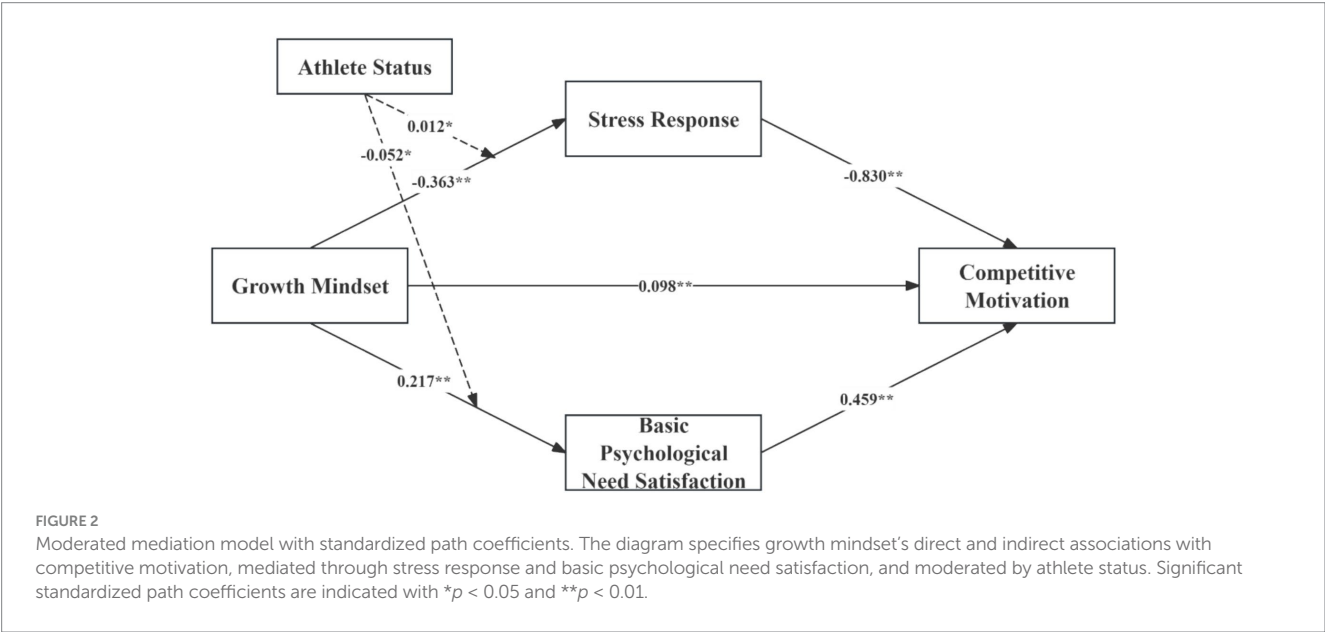 Athlete Status
Stress Response
0.012*
-0.052*
-0.363**
-0.830**
Growth Mindset
0.098**
Competitive
Motivation
0.217**
0.459**
Basic
Psychological
Need Satisfaction
FIGURE 2
Moderated mediation model with standardized path coefficients. The diagram specifies growth mindset’s direct and indirect associations with
competitive motivation, mediated through stress response and basic psychological need satisfaction, and moderated by athlete status. Significant
standardized path coefficients are indicated with *p < 0.05 and **p < 0.01.